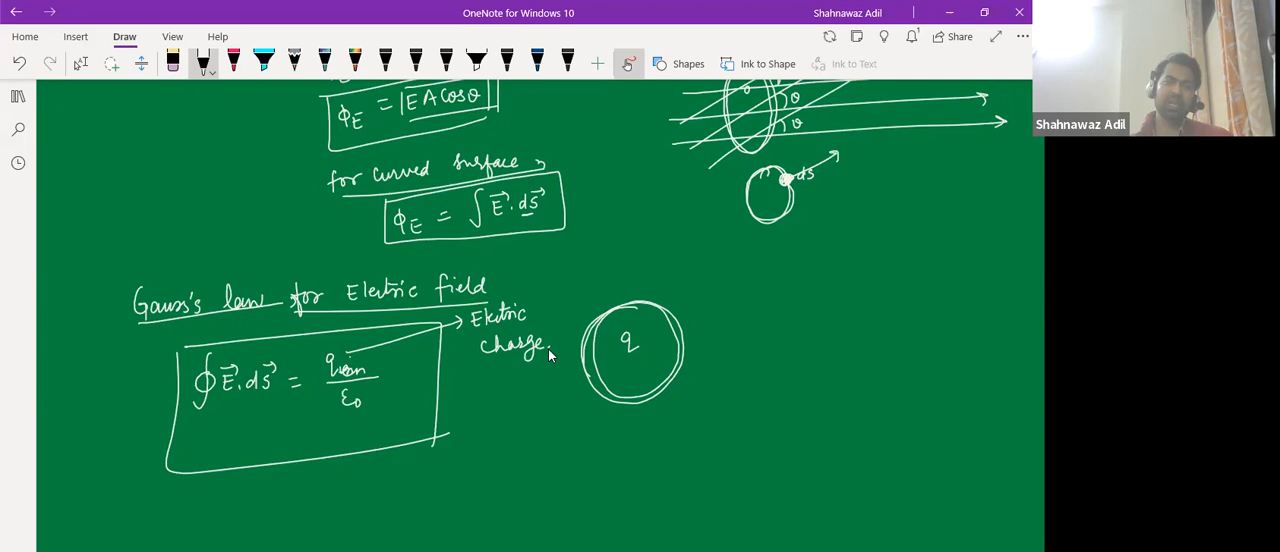 OneNote for Windows 10
Shahnawaz Adil
Home Insert Draw View Help
Share
Shapes
Ink to Shape
Ink to Text
Shahnawaz Adil
ϕE = |EA Cosθ|
θ
θ
ds
for curved surface
ϕE = ∫ E⃗. ds⃗
Gauss's law for Electric field
Electric
charge.
∮ E⃗. ds⃗ = / ε₀
q